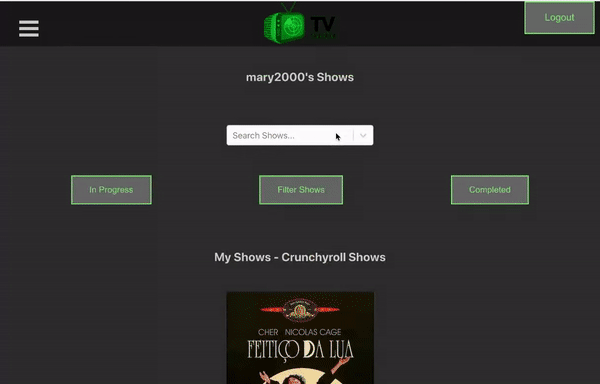 Logout
TV
mary2000's Shows
Search Shows...
In Progress
Filter Shows
Completed
My Shows - Crunchyroll Shows
CHER NICOLAS CAGE
FEITIÇO DA LUA